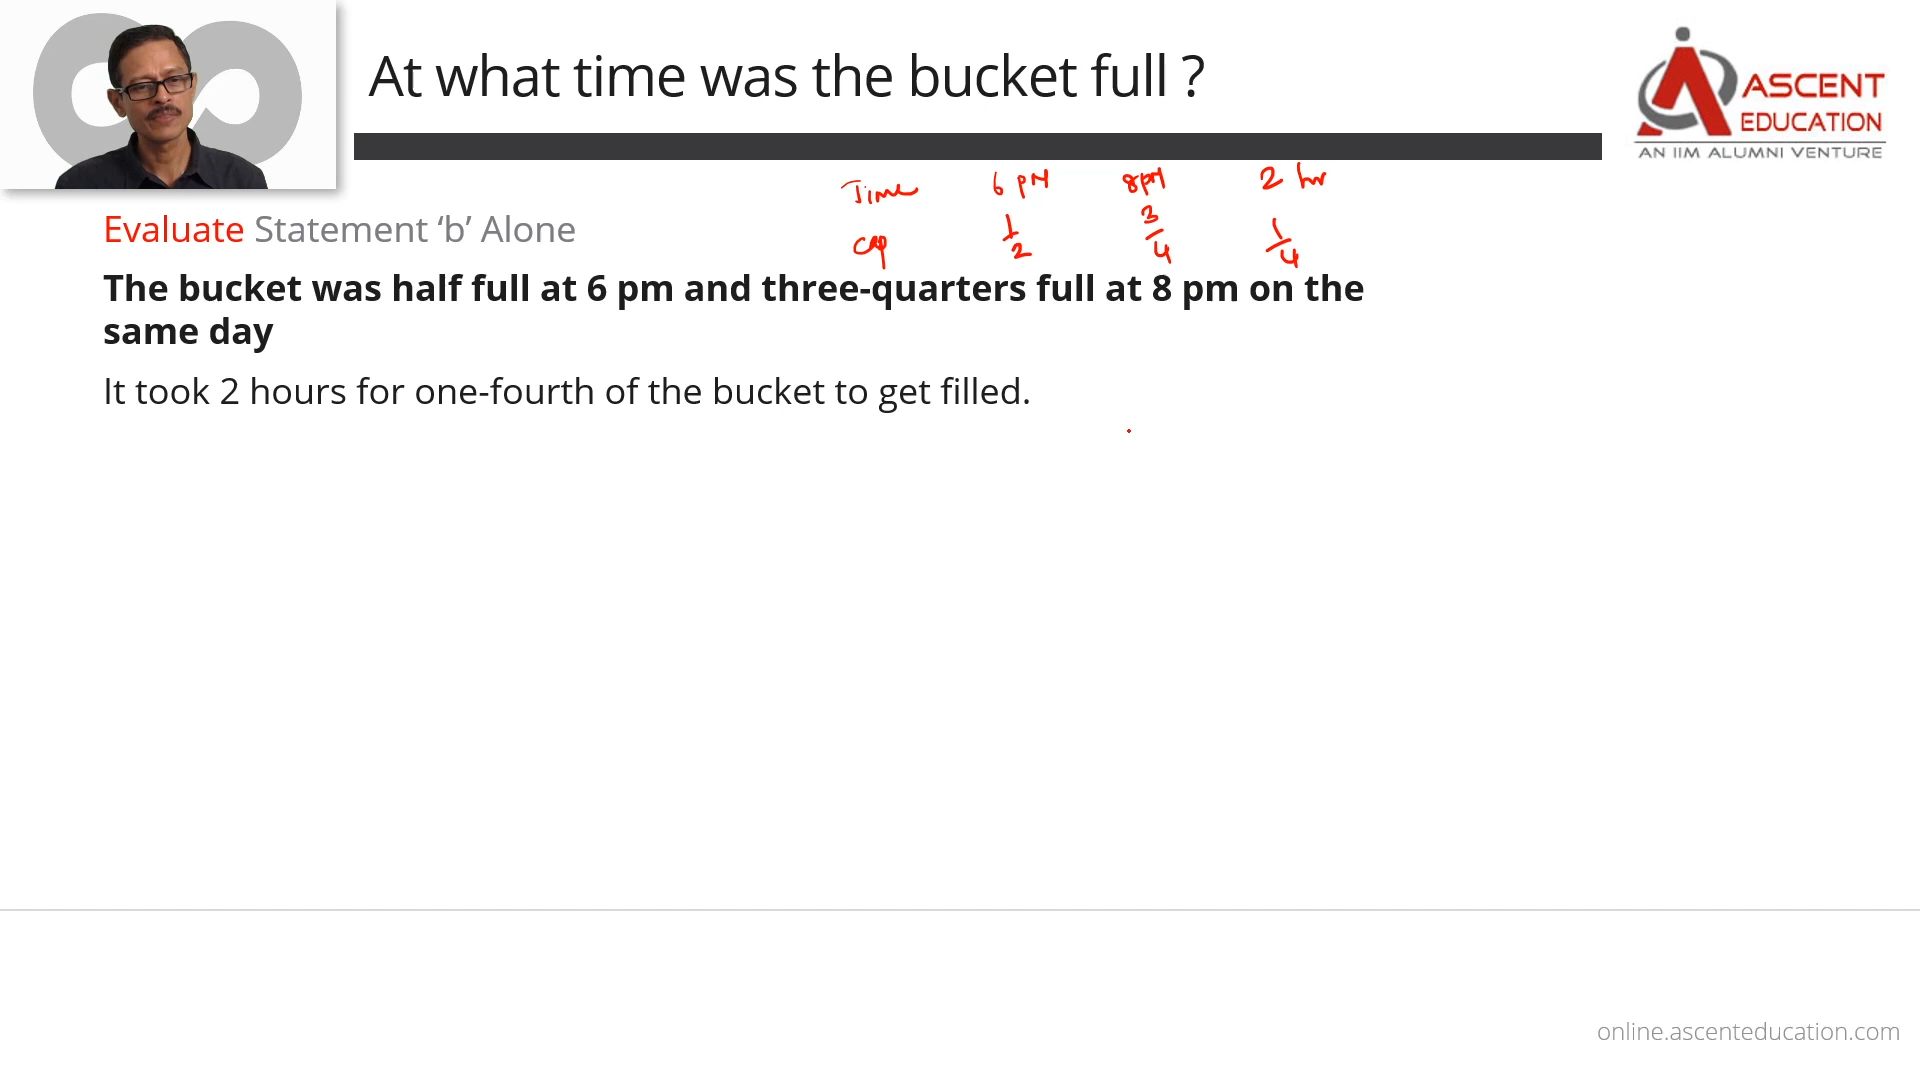 At what time was the bucket full ?
ASCENT
EDUCATION
AN IIM ALUMNI VENTURE
Time 6 PM 8 PM 2 hr
Cap 1/2 3/4 1/4
Evaluate Statement ‘b’ Alone
The bucket was half full at 6 pm and three-quarters full at 8 pm on the
same day
It took 2 hours for one-fourth of the bucket to get filled.
online.ascenteducation.com